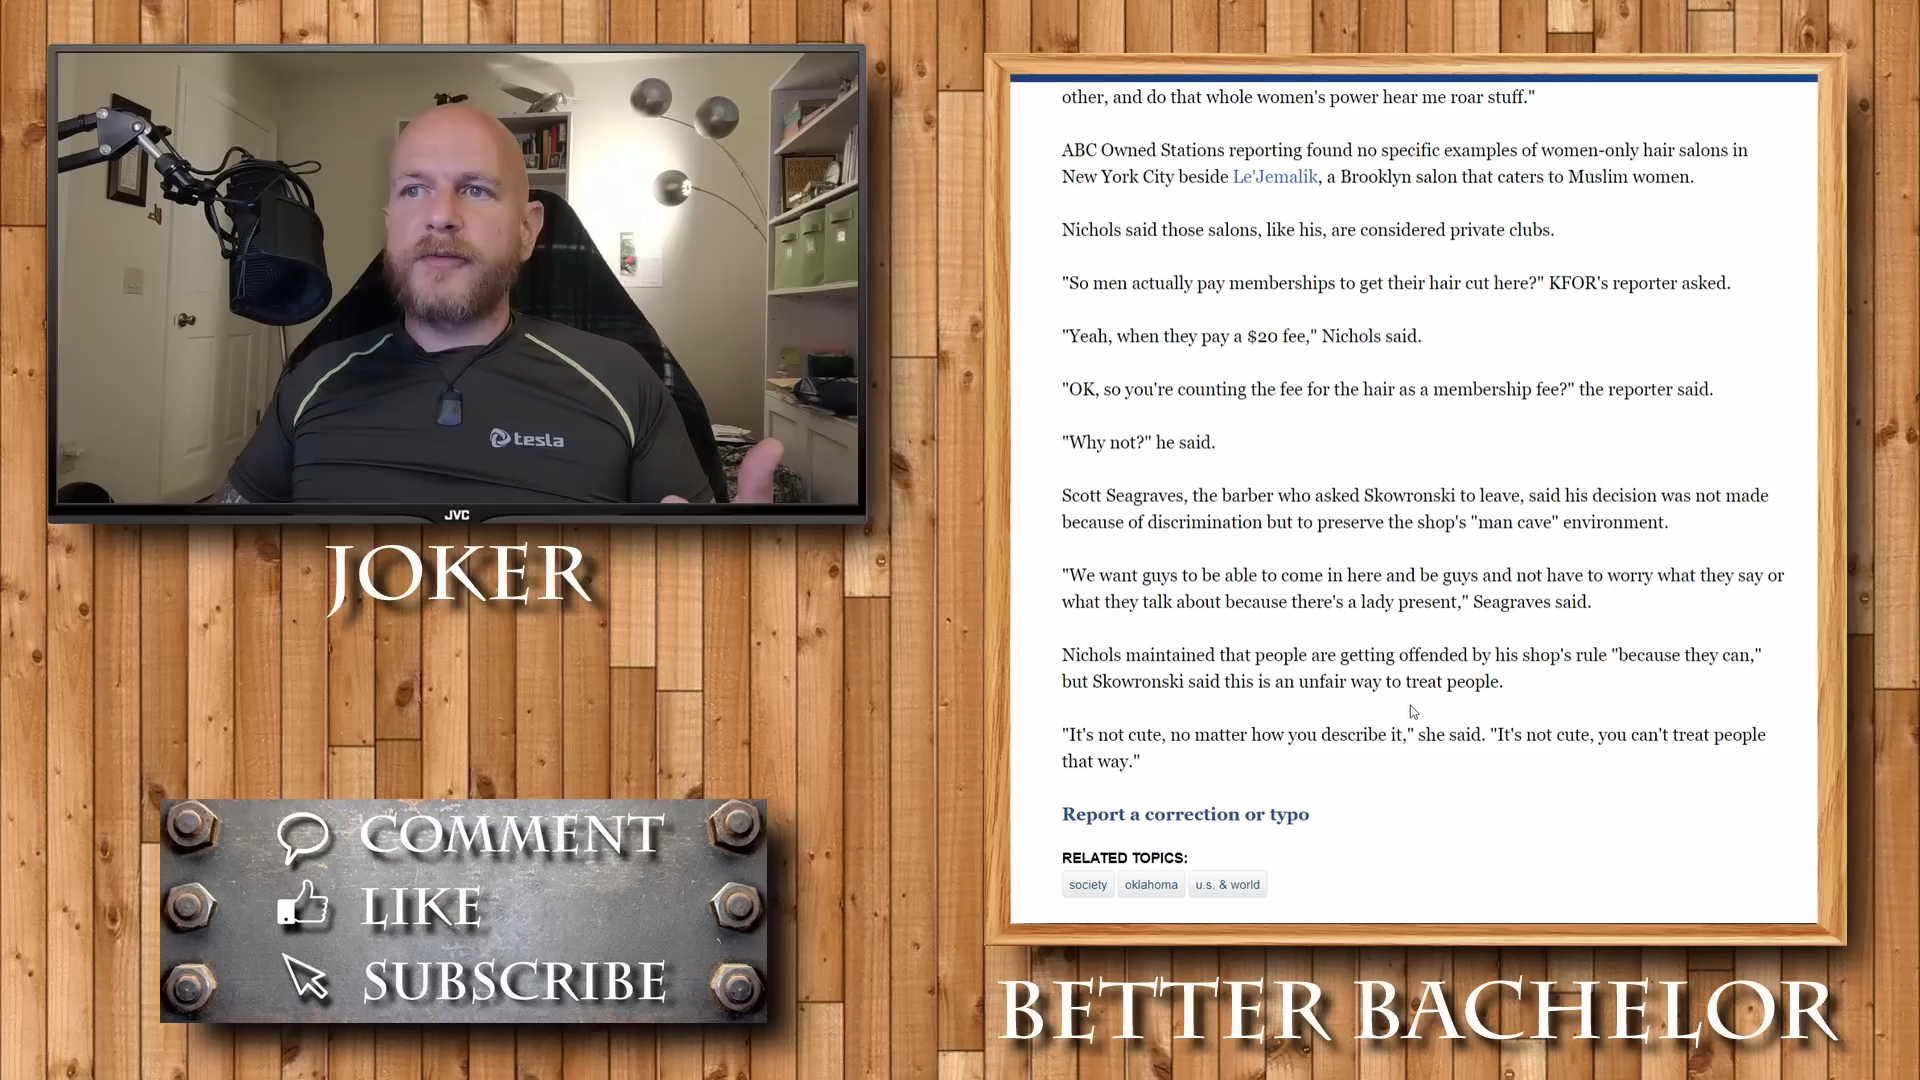 other, and do that whole women's power hear me roar stuff."
ABC Owned Stations reporting found no specific examples of women-only hair salons in
New York City beside Le'Jemalik, a Brooklyn salon that caters to Muslim women.
Nichols said those salons, like his, are considered private clubs.
"So men actually pay memberships to get their hair cut here?" KFOR's reporter asked.
"Yeah, when they pay a $20 fee," Nichols said.
"OK, so you're counting the fee for the hair as a membership fee?" the reporter said.
"Why not?" he said.
Scott Seagraves, the barber who asked Skowronski to leave, said his decision was not made
because of discrimination but to preserve the shop's "man cave" environment.
"We want guys to be able to come in here and be guys and not have to worry what they say or
what they talk about because there's a lady present," Seagraves said.
Nichols maintained that people are getting offended by his shop's rule "because they can,"
but Skowronski said this is an unfair way to treat people.
"It's not cute, no matter how you describe it," she said. "It's not cute, you can't treat people
that way."
Report a correction or typo
RELATED TOPICS:
society oklahoma u.s. & world
tesla
JVC
JOKER
COMMENT
LIKE
SUBSCRIBE
BETTER BACHELOR